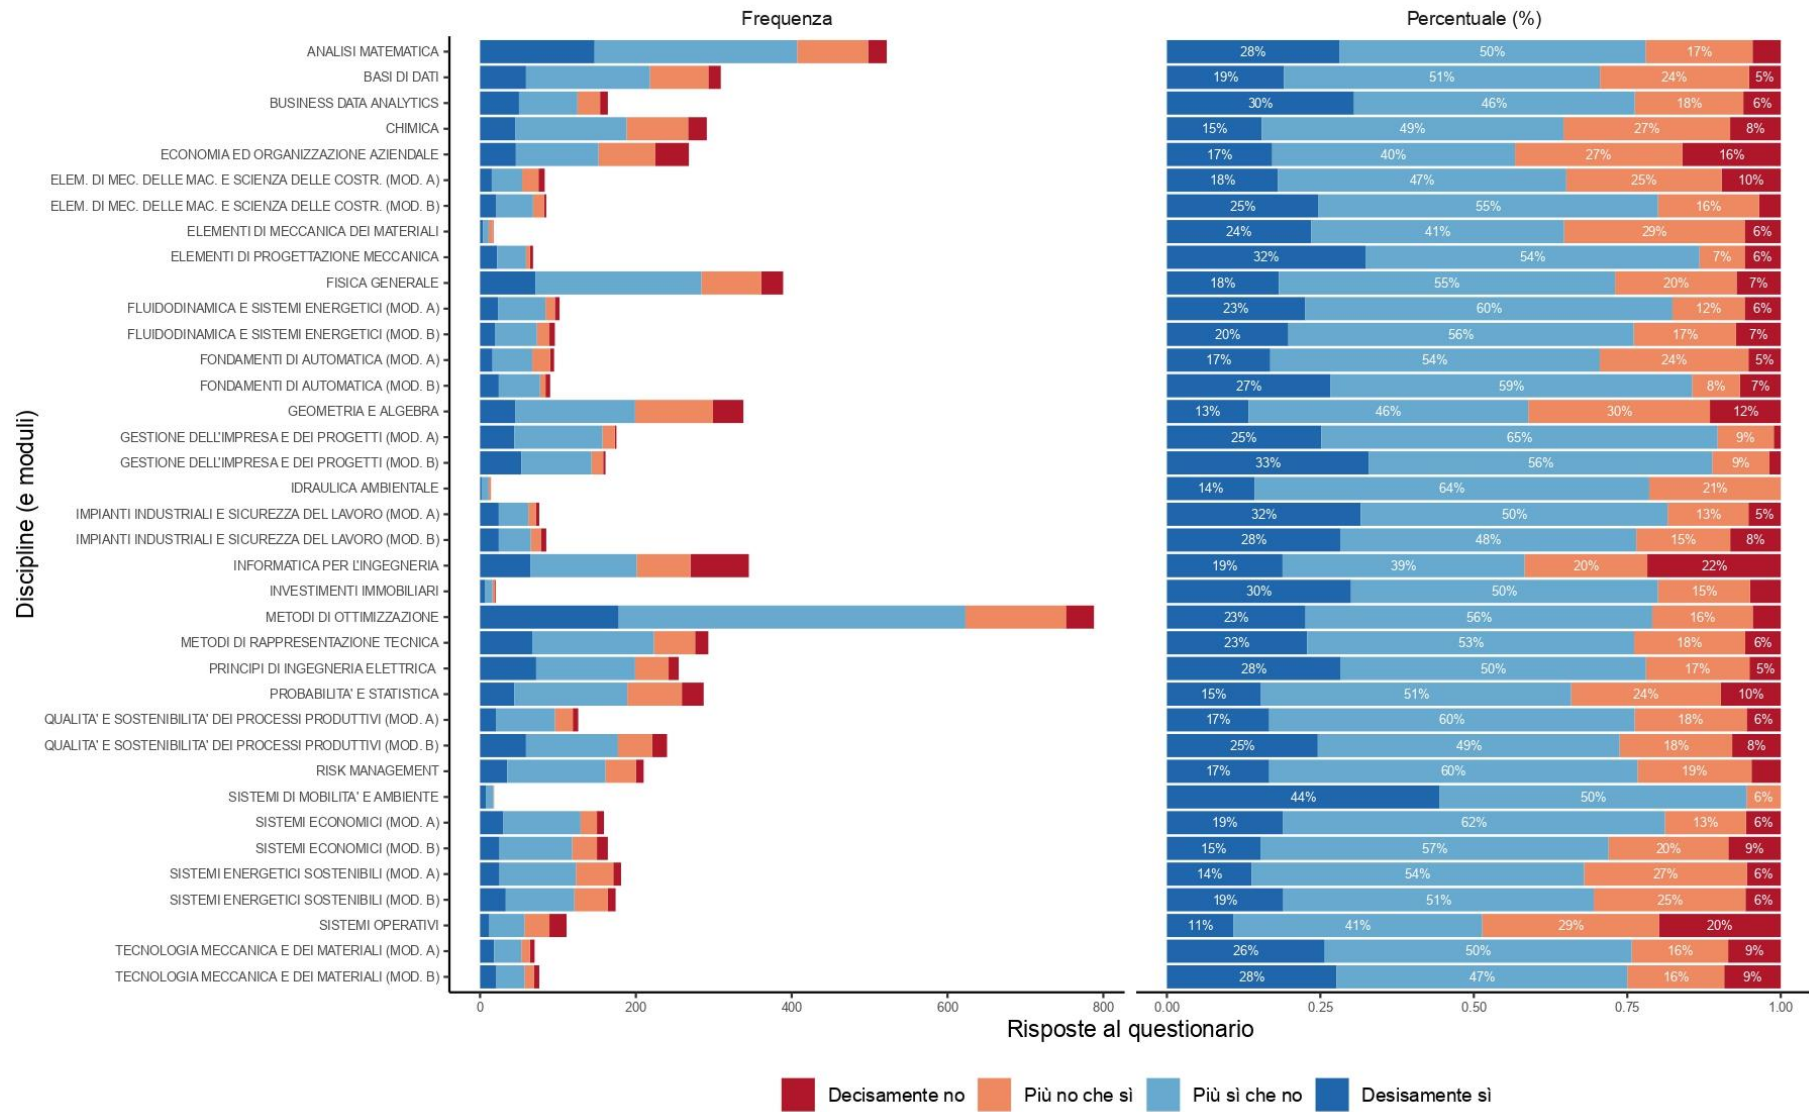 Frequenza Percentuale (%)
ANALISI MATEMATICA 28% 50% 17%
BASI DI DATI 19% 51% 24% 5%
BUSINESS DATA ANALYTICS 30% 46% 18% 6%
CHIMICA 15% 49% 27% 8%
ECONOMIA ED ORGANIZZAZIONE AZIENDALE 17% 40% 27% 16%
ELEM. DI MEC. DELLE MAC. E SCIENZA DELLE COSTR. (MOD. A) 18% 47% 25% 10%
ELEM. DI MEC. DELLE MAC. E SCIENZA DELLE COSTR. (MOD. B) 25% 55% 16%
ELEMENTI DI MECCANICA DEI MATERIALI 24% 41% 29% 6%
ELEMENTI DI PROGETTAZIONE MECCANICA 32% 54% 7% 6%
FISICA GENERALE 18% 55% 20% 7%
FLUIDODINAMICA E SISTEMI ENERGETICI (MOD. A) 23% 60% 12% 6%
FLUIDODINAMICA E SISTEMI ENERGETICI (MOD. B) 20% 56% 17% 7%
FONDAMENTI DI AUTOMATICA (MOD. A) 17% 54% 24% 5%
FONDAMENTI DI AUTOMATICA (MOD. B) 27% 59% 8% 7%
GEOMETRIA E ALGEBRA 13% 46% 30% 12%
GESTIONE DELL'IMPRESA E DEI PROGETTI (MOD. A) 25% 65% 9%
GESTIONE DELL'IMPRESA E DEI PROGETTI (MOD. B) 33% 56% 9%
IDRAULICA AMBIENTALE 14% 64% 21%
IMPIANTI INDUSTRIALI E SICUREZZA DEL LAVORO (MOD. A) 32% 50% 13% 5%
IMPIANTI INDUSTRIALI E SICUREZZA DEL LAVORO (MOD. B) 28% 48% 15% 8%
INFORMATICA PER L'INGEGNERIA 19% 39% 20% 22%
INVESTIMENTI IMMOBILIARI 30% 50% 15%
METODI DI OTTIMIZZAZIONE 23% 56% 16%
METODI DI RAPPRESENTAZIONE TECNICA 23% 53% 18% 6%
PRINCIPI DI INGEGNERIA ELETTRICA 28% 50% 17% 5%
PROBABILITA' E STATISTICA 15% 51% 24% 10%
QUALITA' E SOSTENIBILITA' DEI PROCESSI PRODUTTIVI (MOD. A) 17% 60% 18% 6%
QUALITA' E SOSTENIBILITA' DEI PROCESSI PRODUTTIVI (MOD. B) 25% 49% 18% 8%
RISK MANAGEMENT 17% 60% 19%
SISTEMI DI MOBILITA' E AMBIENTE 44% 50% 6%
SISTEMI ECONOMICI (MOD. A) 19% 62% 13% 6%
SISTEMI ECONOMICI (MOD. B) 15% 57% 20% 9%
SISTEMI ENERGETICI SOSTENIBILI (MOD. A) 14% 54% 27% 6%
SISTEMI ENERGETICI SOSTENIBILI (MOD. B) 19% 51% 25% 6%
SISTEMI OPERATIVI 11% 41% 29% 20%
TECNOLOGIA MECCANICA E DEI MATERIALI (MOD. A) 26% 50% 16% 9%
TECNOLOGIA MECCANICA E DEI MATERIALI (MOD. B) 28% 47% 16% 9%
Discipline (e moduli)
0 200 400 600 800 0.00 0.25 0.50 0.75 1.00
Risposte al questionario
Decisamente no Più no che sì Più sì che no Desisamente sì